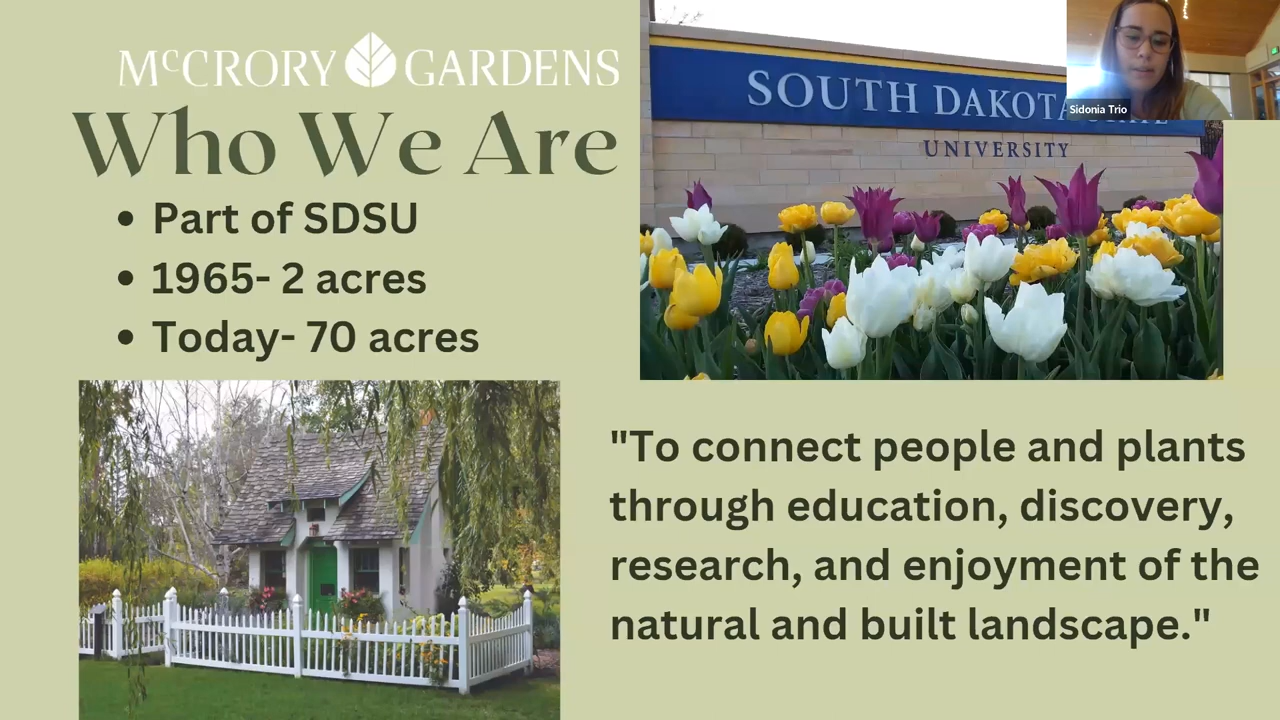 McCRORY GARDENS
Who We Are
• Part of SDSU
• 1965- 2 acres
• Today- 70 acres
SOUTH DAKOTA
UNIVERSITY
Sidonia Trio
"To connect people and plants
through education, discovery,
research, and enjoyment of the
natural and built landscape."